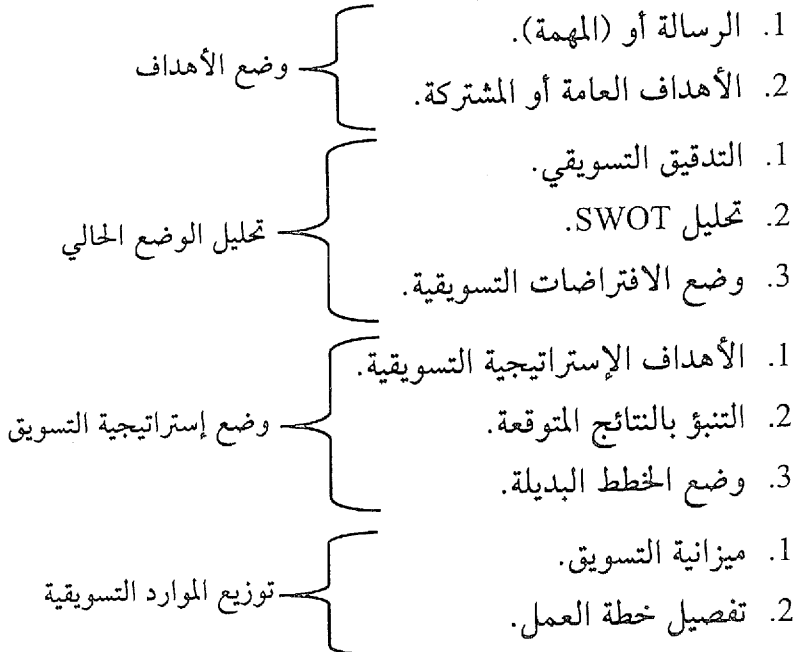 1. الرسالة أو (المهمة).
وضع الأهداف
2. الأهداف العامة أو المشتركة.
1. التدقيق التسويقي.
2. تحليل SWOT.
تحليل الوضع الحالي
3. وضع الافتراضات التسويقية.
1. الأهداف الإستراتيجية التسويقية.
2. التنبؤ بالنتائج المتوقعة.
وضع إستراتيجية التسويق
3. وضع الخطط البديلة.
1. ميزانية التسويق.
توزيع الموارد التسويقية
2. تفصيل خطة العمل.